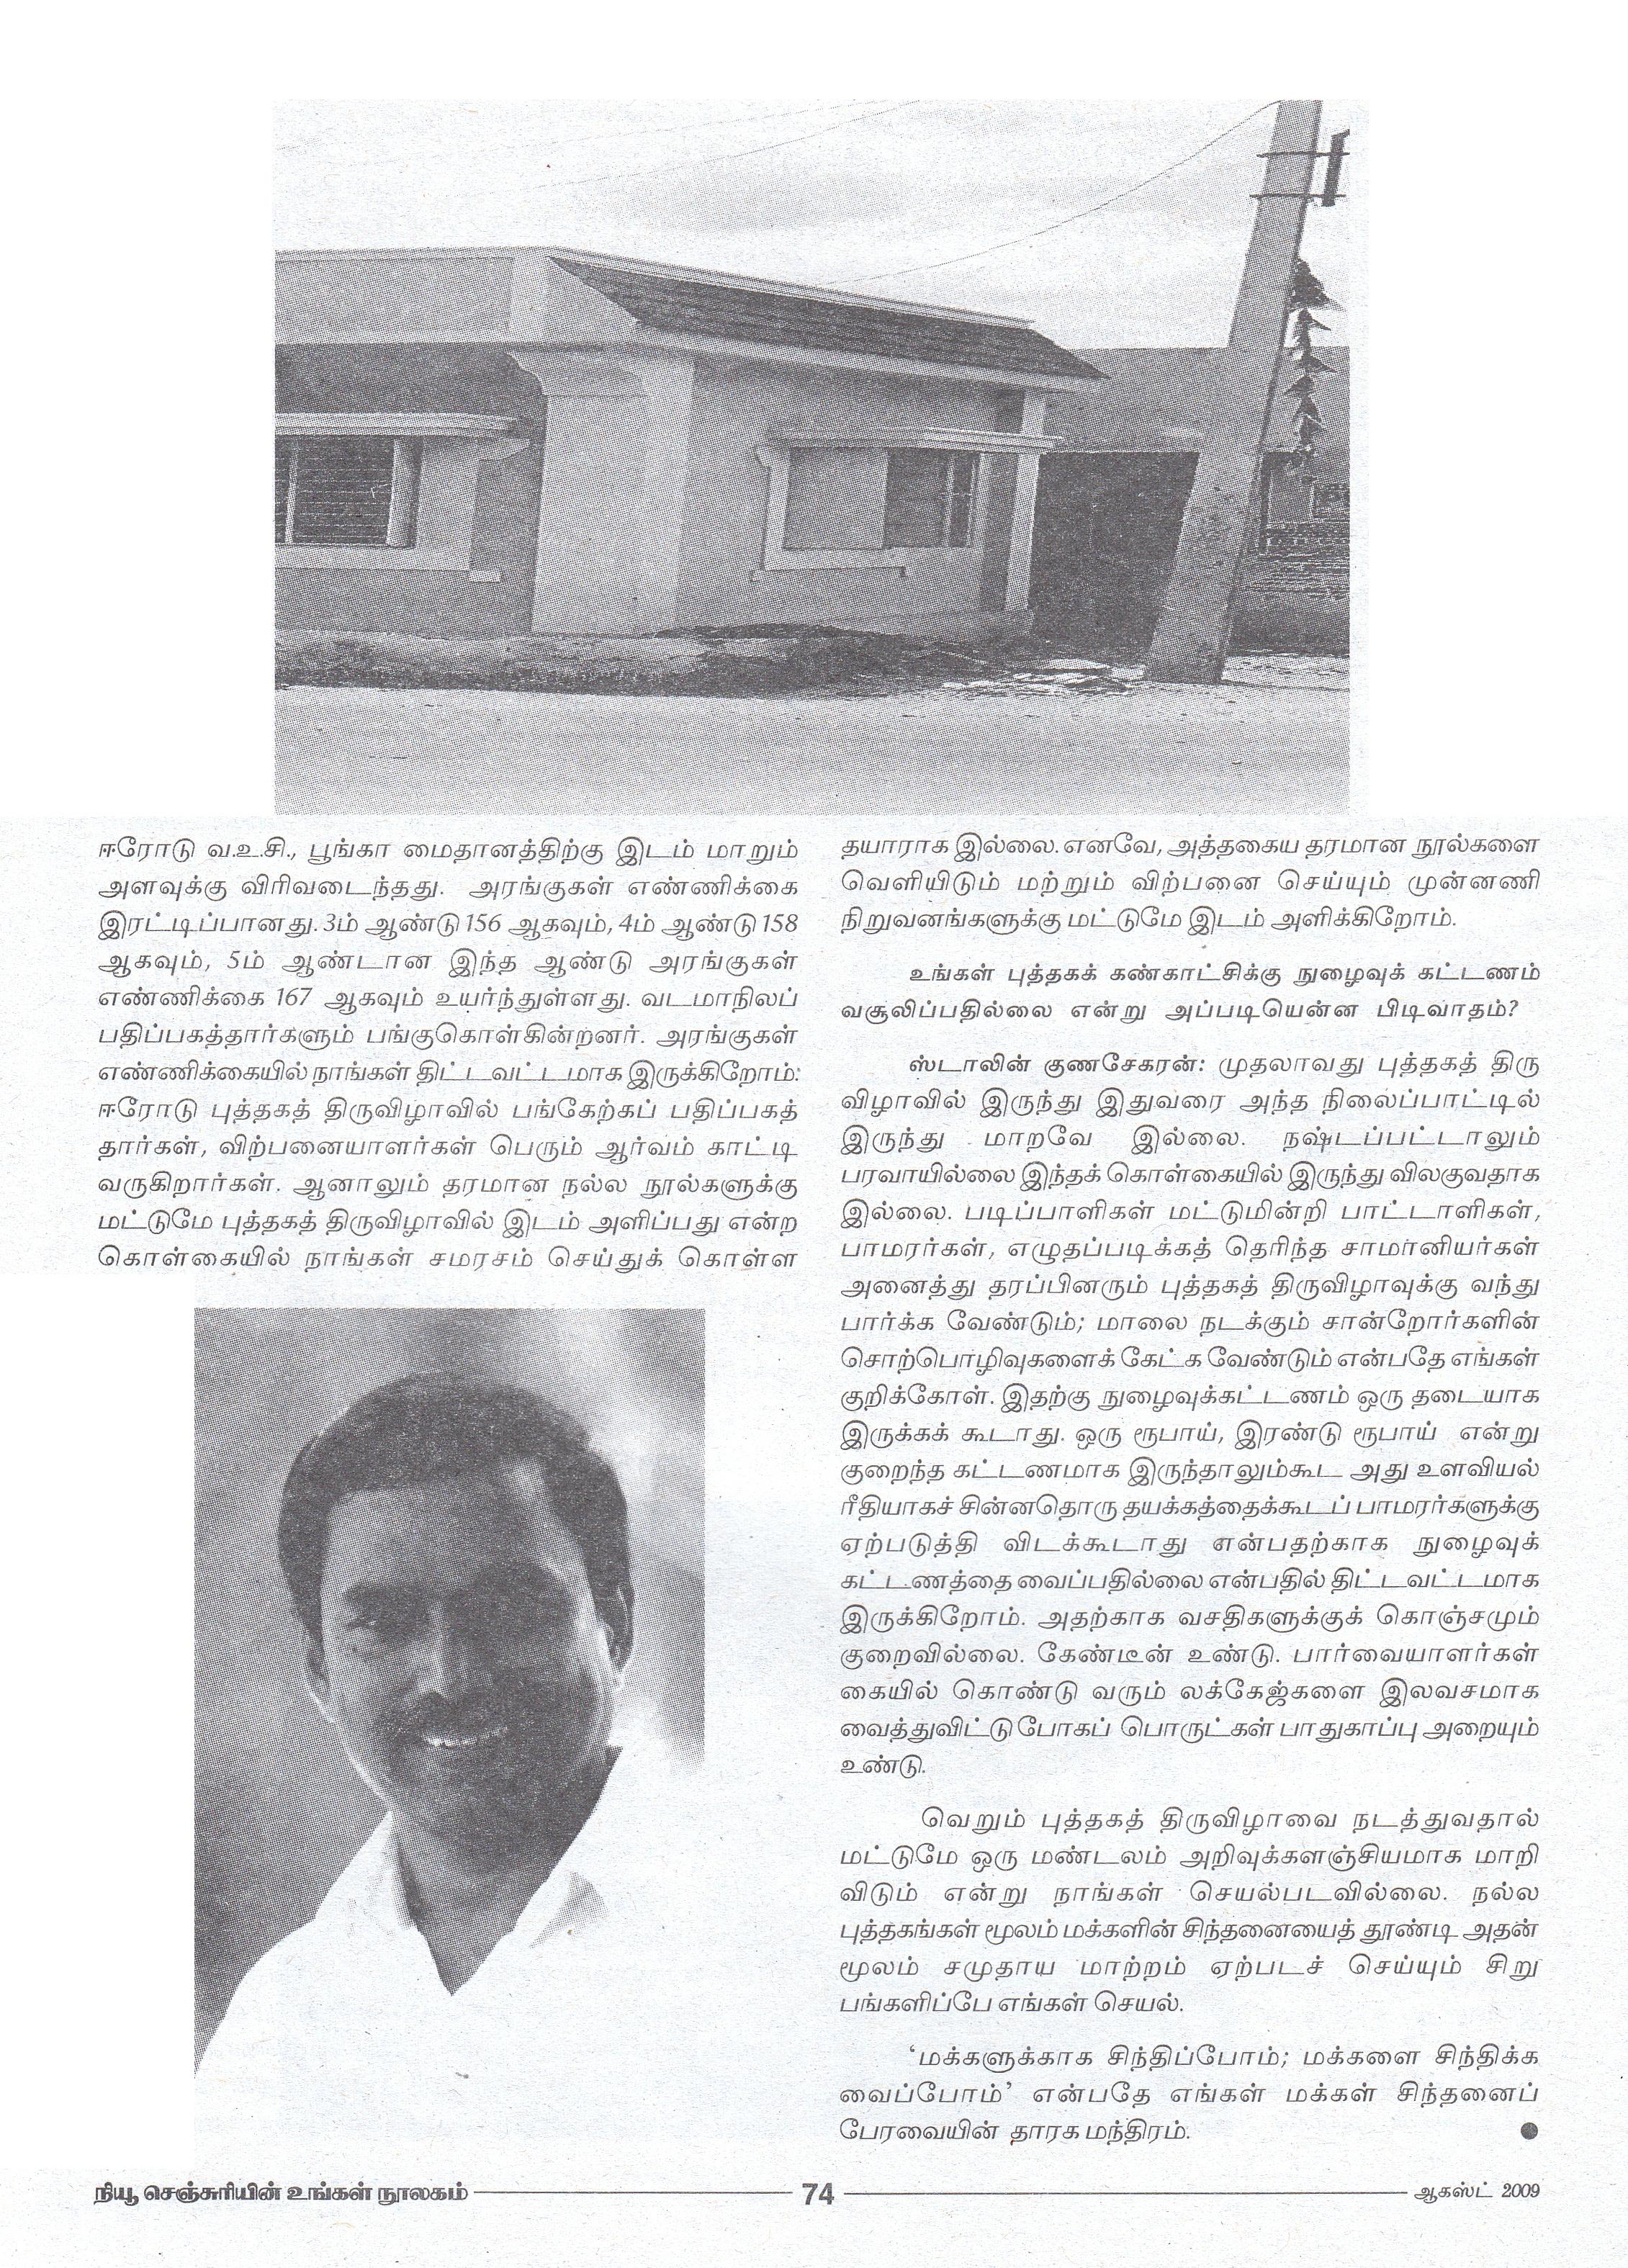 ஈரோடு வ.உ.சி., பூங்கா மைதானத்திற்கு இடம் மாறும்
அளவுக்கு விரிவடைந்தது. அரங்குகள் எண்ணிக்கை
இரட்டிப்பானது. 3ம் ஆண்டு 156 ஆகவும், 4ம் ஆண்டு 158
ஆகவும், 5ம் ஆண்டான இந்த ஆண்டு அரங்குகள்
எண்ணிக்கை 167 ஆகவும் உயர்ந்துள்ளது. வடமாநிலப்
பதிப்பகத்தார்களும் பங்குகொள்கின்றனர். அரங்குகள்
எண்ணிக்கையில் நாங்கள் திட்டவட்டமாக இருக்கிறோம்.
ஈரோடு புத்தகத் திருவிழாவில் பங்கேற்கப் பதிப்பகத்
தார்கள், விற்பனையாளர்கள் பெரும் ஆர்வம் காட்டி
வருகிறார்கள். ஆனாலும் தரமான நல்ல நூல்களுக்கு
மட்டுமே புத்தகத் திருவிழாவில் இடம் அளிப்பது என்ற
கொள்கையில் நாங்கள் சமரசம் செய்துக் கொள்ள
தயாராக இல்லை. எனவே, அத்தகைய தரமான நூல்களை
வெளியிடும் மற்றும் விற்பனை செய்யும் முன்னணி
நிறுவனங்களுக்கு மட்டுமே இடம் அளிக்கிறோம்.
உங்கள் புத்தகக் கண்காட்சிக்கு நுழைவுக் கட்டணம்
வசூலிப்பதில்லை என்று அப்படியென்ன பிடிவாதம்?
ஸ்டாலின் குணசேகரன்: முதலாவது புத்தகத் திரு
விழாவில் இருந்து இதுவரை அந்த நிலைப்பாட்டில்
இருந்து மாறவே இல்லை. நஷ்டப்பட்டாலும்
பரவாயில்லை இந்தக் கொள்கையில் இருந்து விலகுவதாக
இல்லை. படிப்பாளிகள் மட்டுமின்றி பாட்டாளிகள்,
பாமரர்கள், எழுதப்படிக்கத் தெரிந்த சாமானியர்கள்
அனைத்து தரப்பினரும் புத்தகத் திருவிழாவுக்கு வந்து
பார்க்க வேண்டும்; மாலை நடக்கும் சான்றோர்களின்
சொற்பொழிவுகளைக் கேட்க வேண்டும் என்பதே எங்கள்
குறிக்கோள். இதற்கு நுழைவுக்கட்டணம் ஒரு தடையாக
இருக்கக் கூடாது. ஒரு ரூபாய், இரண்டு ரூபாய் என்று
குறைந்த கட்டணமாக இருந்தாலும்கூட அது உளவியல்
ரீதியாகச் சின்னதொரு தயக்கத்தைக்கூடப் பாமரர்களுக்கு
ஏற்படுத்தி விடக்கூடாது என்பதற்காக நுழைவுக்
கட்டணத்தை வைப்பதில்லை என்பதில் திட்டவட்டமாக
இருக்கிறோம். அதற்காக வசதிகளுக்குக் கொஞ்சமும்
குறைவில்லை. கேண்டீன் உண்டு. பார்வையாளர்கள்
கையில் கொண்டு வரும் லக்கேஜ்களை இலவசமாக
வைத்துவிட்டு போகப் பொருட்கள் பாதுகாப்பு அறையும்
உண்டு.
வெறும் புத்தகத் திருவிழாவை நடத்துவதால்
மட்டுமே ஒரு மண்டலம் அறிவுக்களஞ்சியமாக மாறி
விடும் என்று நாங்கள் செயல்படவில்லை. நல்ல
புத்தகங்கள் மூலம் மக்களின் சிந்தனையைத் தூண்டி அதன்
மூலம் சமுதாய மாற்றம் ஏற்படச் செய்யும் சிறு
பங்களிப்பே எங்கள் செயல்.
‘மக்களுக்காக சிந்திப்போம்; மக்களை சிந்திக்க
வைப்போம்’ என்பதே எங்கள் மக்கள் சிந்தனைப்
பேரவையின் தாரக மந்திரம். ●
நியூ செஞ்சுரியின் உங்கள் நூலகம் 74 ஆகஸ்ட் 2009